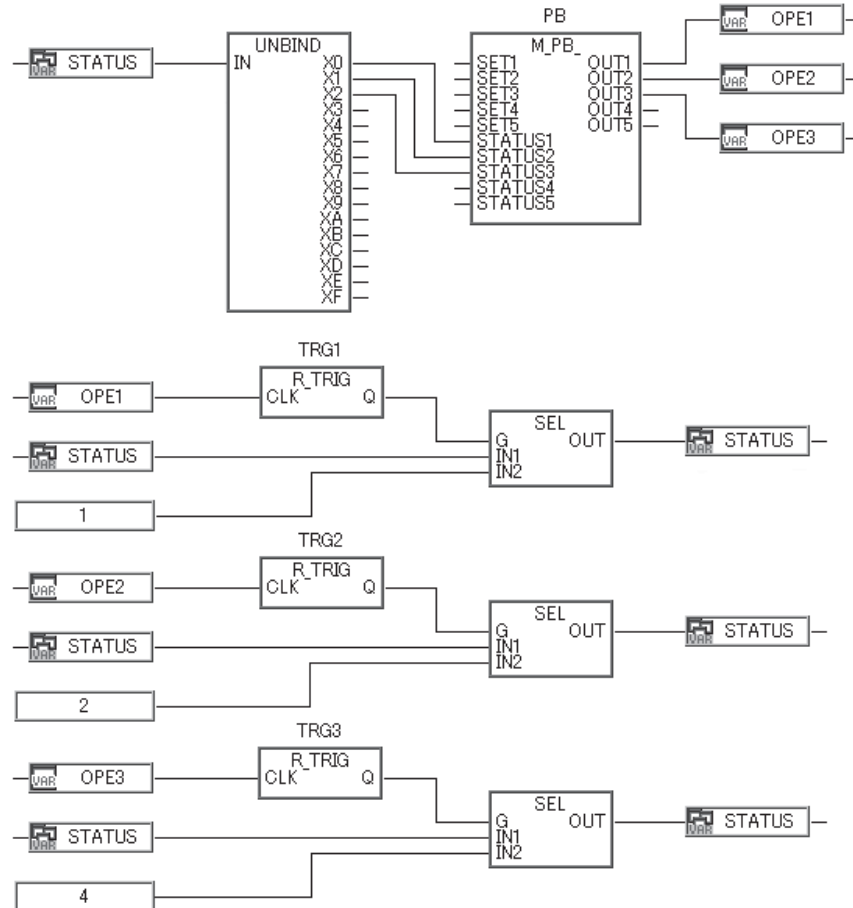 PB
VAR OPE1
UNBIND
M_PB_
VAR STATUS
IN
X0
X1
X2
X3
X4
X5
X6
X7
X8
X9
XA
XB
XC
XD
XE
XF
SET1
SET2
SET3
SET4
SET5
STATUS1
STATUS2
STATUS3
STATUS4
STATUS5
OUT1
OUT2
OUT3
OUT4
OUT5
VAR OPE2
VAR OPE3
TRG1
R_TRIG
VAR OPE1
CLK Q
SEL
G OUT
IN1
IN2
VAR STATUS
VAR STATUS
1
TRG2
R_TRIG
VAR OPE2
CLK Q
SEL
G OUT
IN1
IN2
VAR STATUS
VAR STATUS
2
TRG3
R_TRIG
VAR OPE3
CLK Q
SEL
G OUT
IN1
IN2
VAR STATUS
VAR STATUS
4